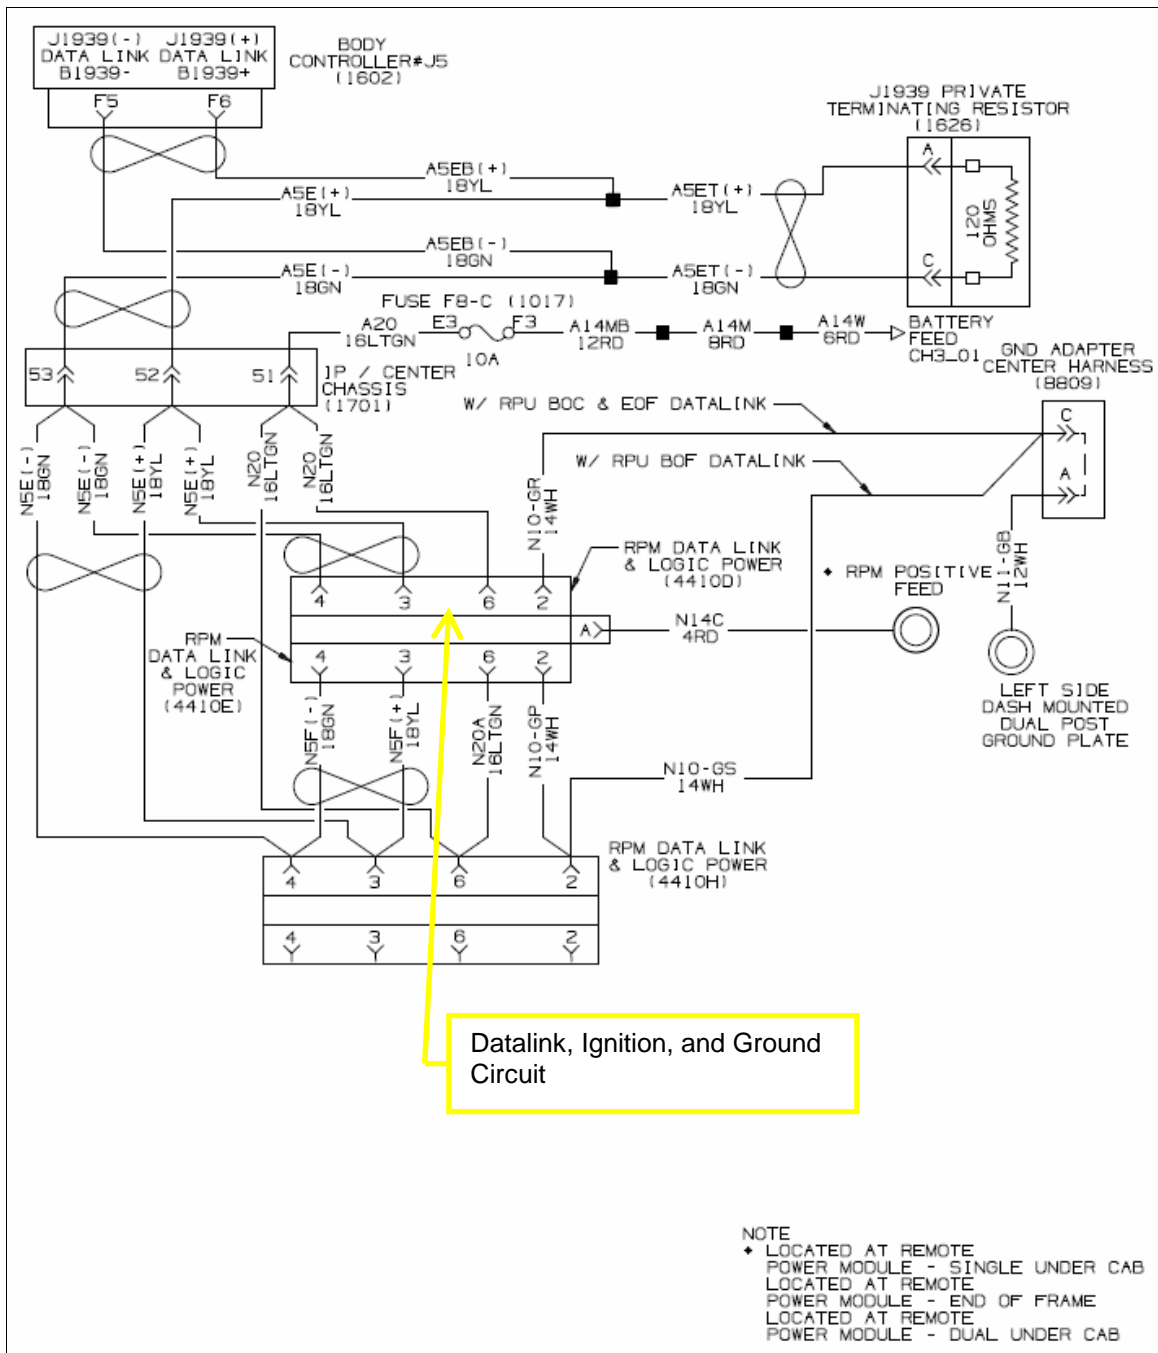 J1939(-) J1939(+)
DATA LINK DATA LINK
B1939- B1939+
F5 F6
BODY
CONTROLLER#J5
(1602)
J1939 PRIVATE
TERMINATING RESISTOR
(1626)
A
120
OHMS
C
A5EB(+)
18YL
A5E(+)
18YL
A5ET(+)
18YL
A5EB(-)
18GN
A5E(-)
18GN
A5ET(-)
18GN
FUSE F8-C (1017)
A20
16LTGN
E3 F3
10A
A14MB
12RD
A14M
8RD
A14W
6RD
BATTERY
FEED
CH3_01
GND ADAPTER
CENTER HARNESS
(8809)
C
A
53 52 51
IP / CENTER
CHASSIS
(1701)
W/ RPU BOC & EOF DATALINK
W/ RPU BOF DATALINK
N5E(-)
18GN
N5E(-)
18GN
N5E(+)
18YL
N5E(+)
18YL
N20
16LTGN
N20
16LTGN
N10-GR
14WH
N11-GB
12WH
RPM DATA LINK
& LOGIC POWER
(4410D)
♦ RPM POSITIVE
FEED
4 3 6 2
A
N14C
4RD
4 3 6 2
RPM
DATA LINK
& LOGIC
POWER
(4410E)
LEFT SIDE
DASH MOUNTED
DUAL POST
GROUND PLATE
N5F(-)
18GN
N5F(+)
18YL
N20A
16LTGN
N10-GP
14WH
N10-GS
14WH
RPM DATA LINK
& LOGIC POWER
(4410H)
4 3 6 2
4 3 6 2
Datalink, Ignition, and Ground
Circuit
NOTE
♦ LOCATED AT REMOTE
POWER MODULE - SINGLE UNDER CAB
LOCATED AT REMOTE
POWER MODULE - END OF FRAME
LOCATED AT REMOTE
POWER MODULE - DUAL UNDER CAB